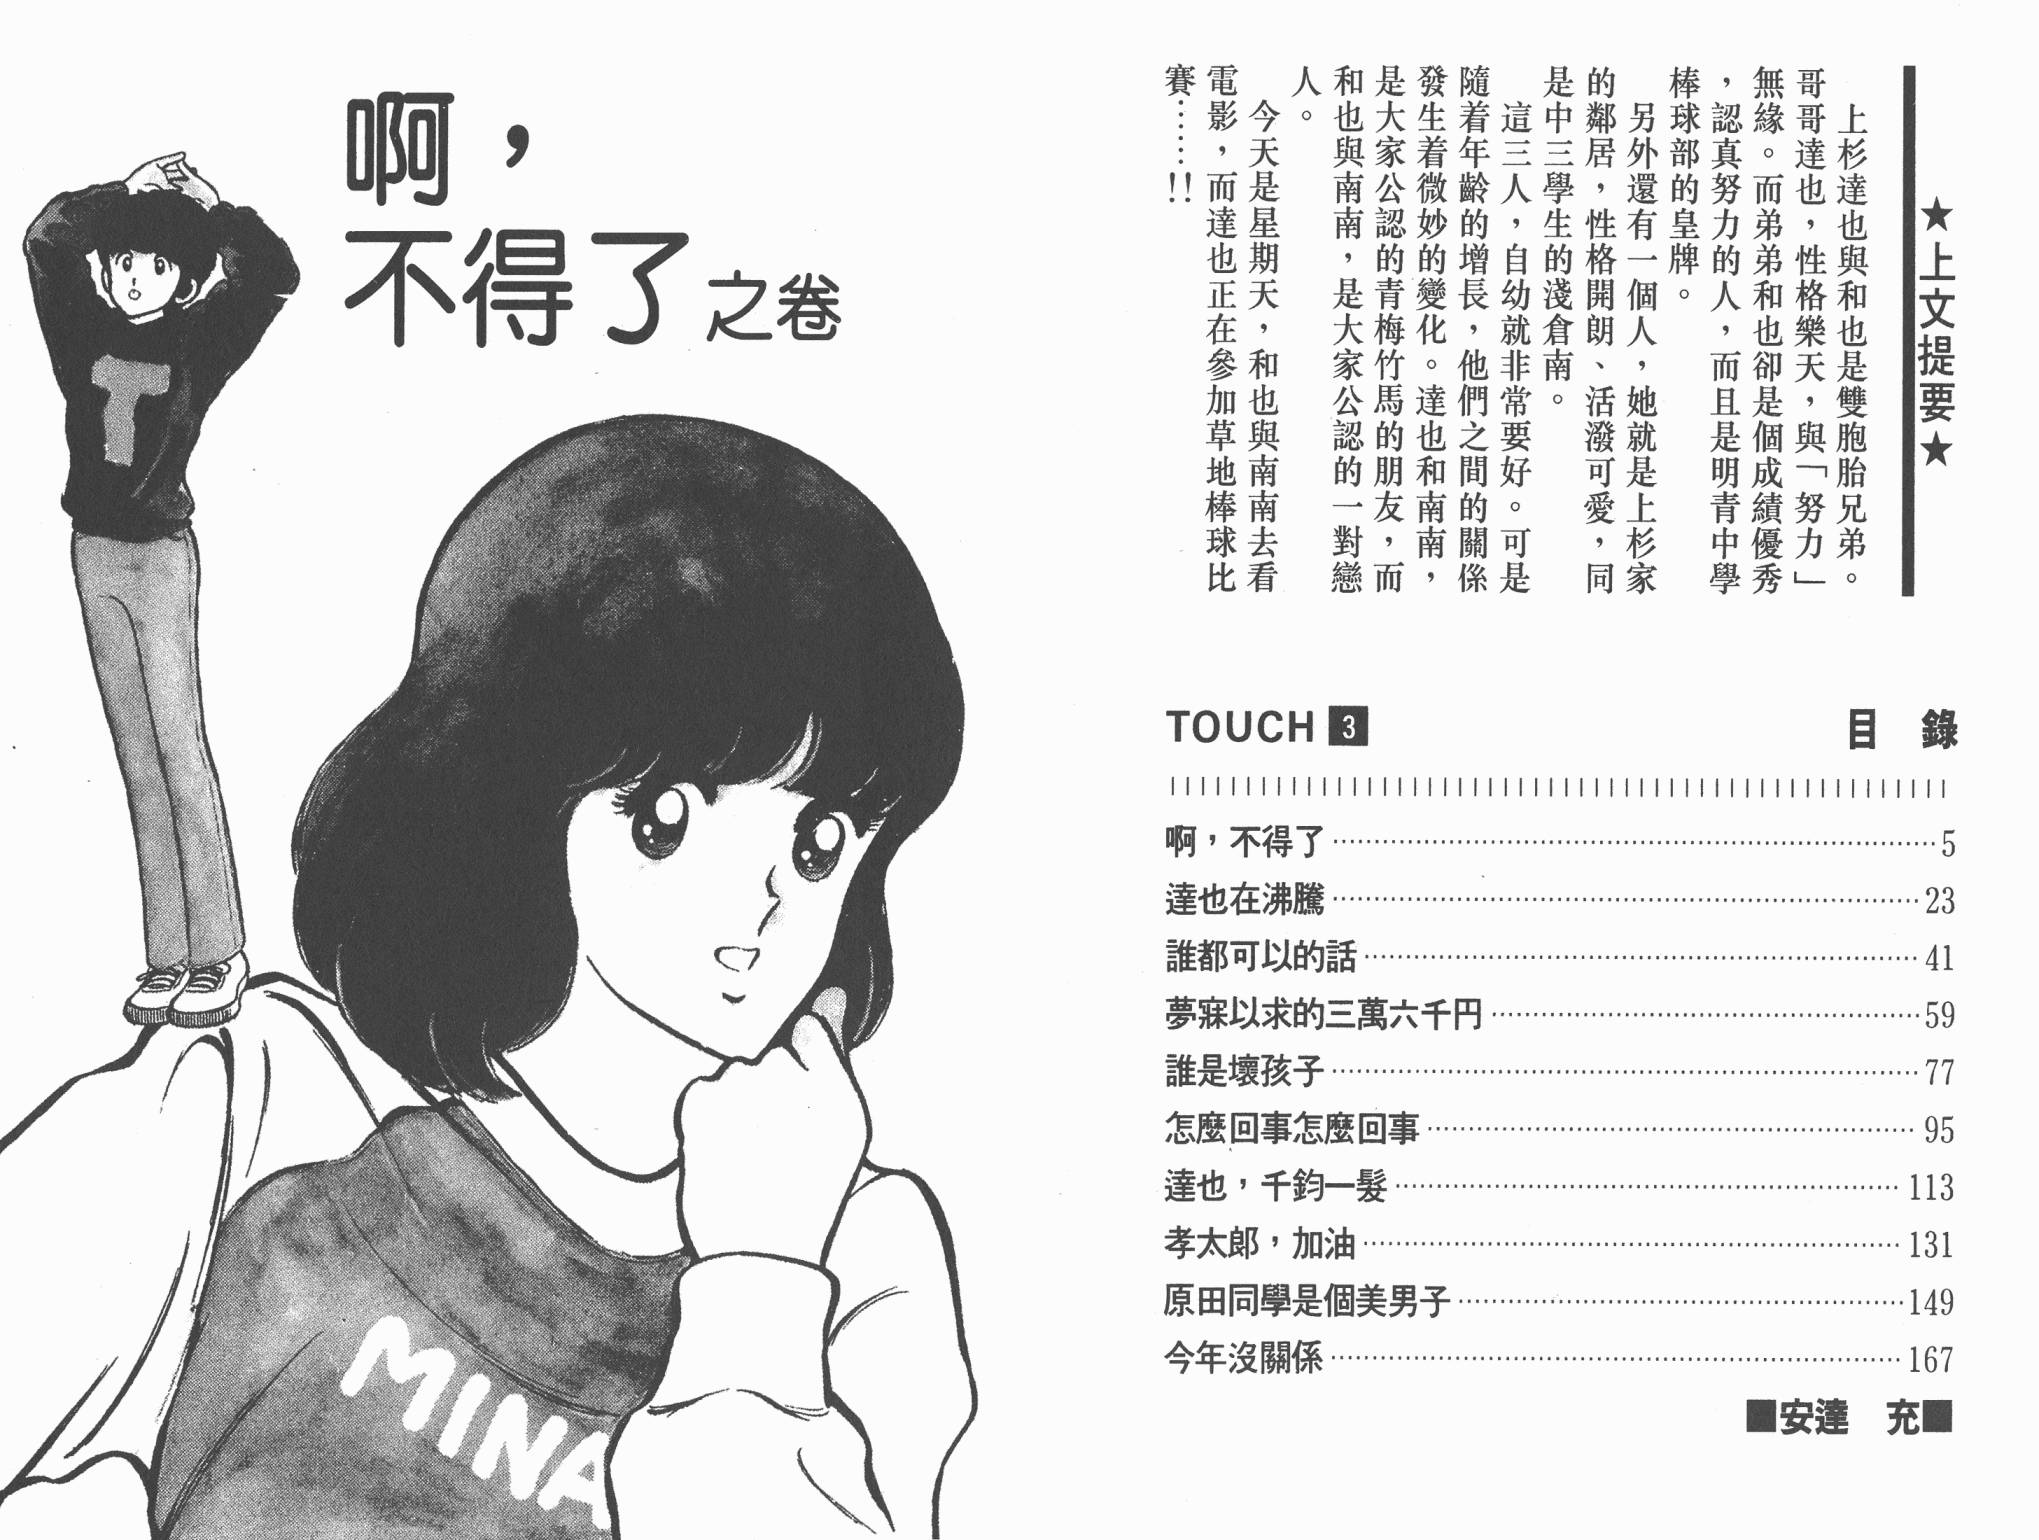 ★上文提要★
上杉達也與和也是雙胞胎兄弟。
哥哥達也，性格樂天，與「努力」
無緣。而弟弟和也卻是個成績優秀
，認真努力的人，而且是明青中學
棒球部的皇牌。
另外還有一個人，她就是上杉家
的鄰居，性格開朗、活潑可愛，同
是中三學生的淺倉南。
這三人，自幼就非常要好。可是
隨着年齡的增長，他們之間的關係
發生着微妙的變化。達也和南南，
是大家公認的青梅竹馬的朋友，而
和也與南南，是大家公認的一對戀
人。
今天是星期天，和也與南南去看
電影，而達也正在參加草地棒球比
賽……!!
TOUCH 3 目 錄
啊，不得了……5
達也在沸騰……23
誰都可以的話……41
夢寐以求的三萬六千円……59
誰是壞孩子……77
怎麼回事怎麼回事……95
達也，千鈞一髮……113
孝太郎，加油……131
原田同學是個美男子……149
今年沒關係……167
■安達 充■
啊，
不得了之卷
T
MINA